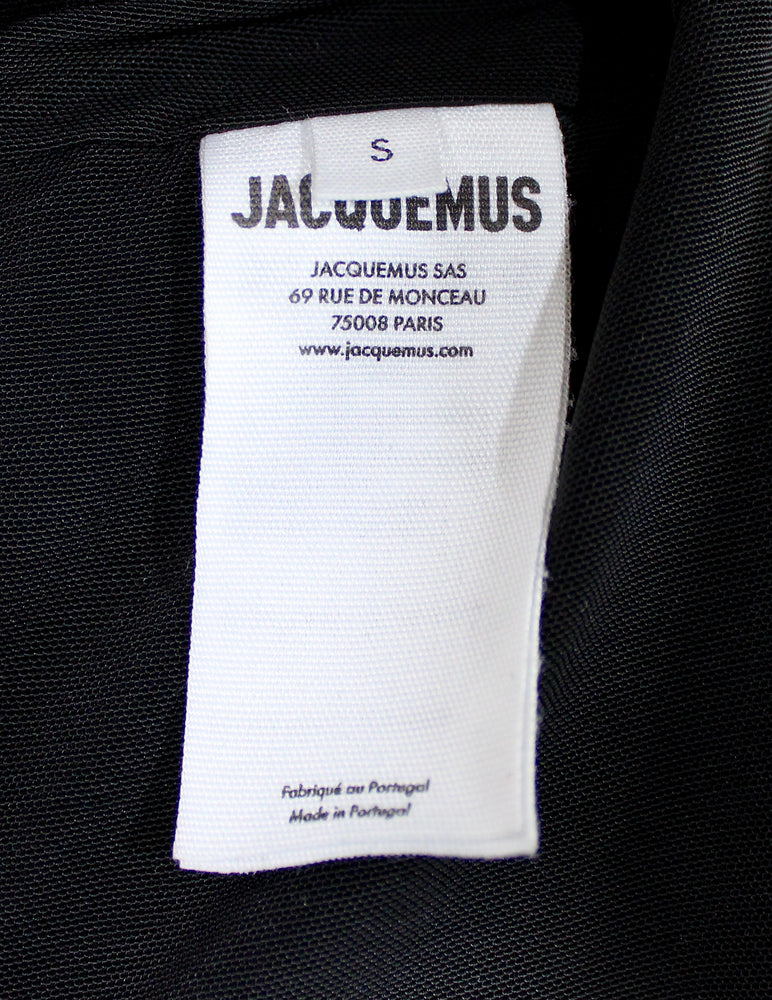 S
JACQUEMUS
JACQUEMUS SAS
69 RUE DE MONCEAU
75008 PARIS
www.jacquemus.com
Fabriqué au Portugal
Made in Portugal